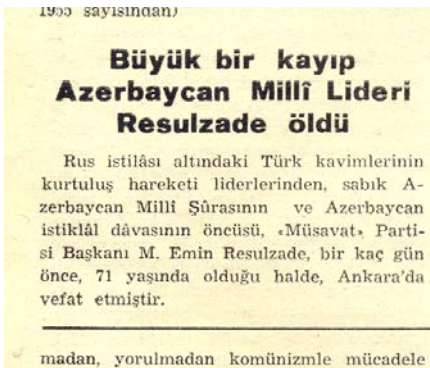 1955 sayısından)
Büyük bir kayıp
Azerbaycan Millî Lideri
Resulzade öldü
Rus istilâsı altındaki Türk kavimlerinin
kurtuluş hareketi liderlerinden, sabık A-
zerbaycan Millî Şûrasının ve Azerbaycan
istiklâl dâvasının öncüsü, «Müsavat» Parti-
si Başkanı M. Emin Resulzade, bir kaç gün
önce, 71 yaşında olduğu halde, Ankara'da
vefat etmiştir.
madan, yorulmadan komünizmle mücadele